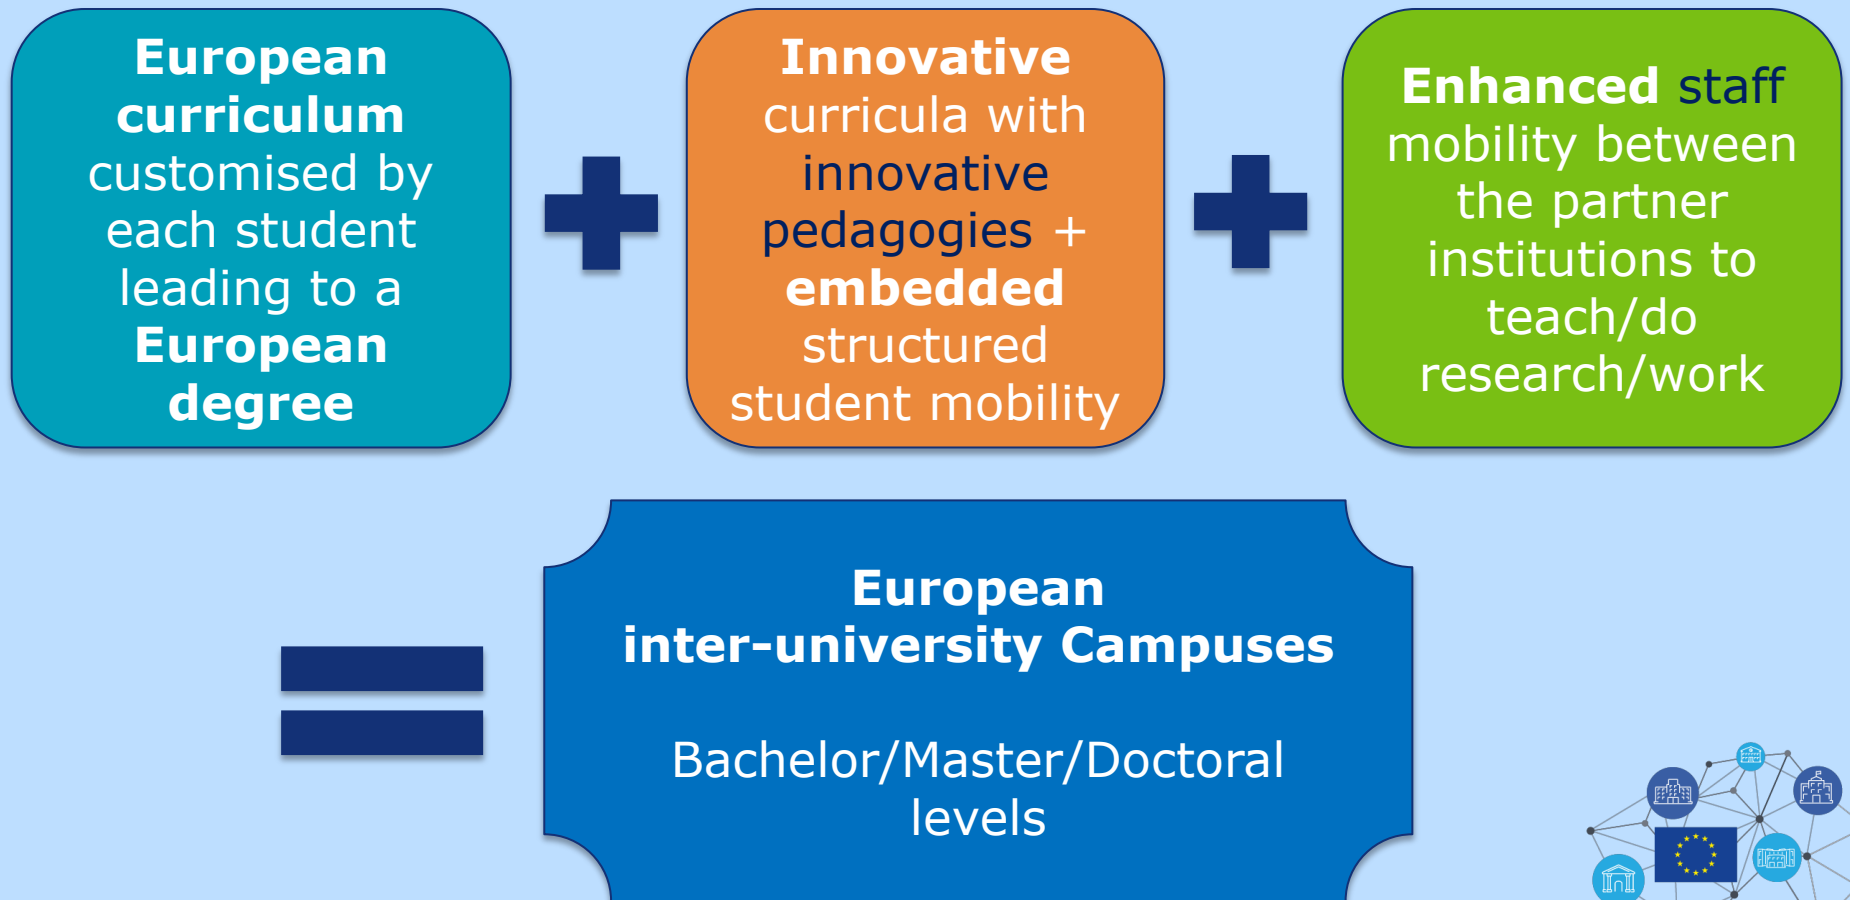 European
curriculum
customised by
each student
leading to a
European
degree
Innovative
curricula with
innovative
pedagogies +
embedded
structured
student mobility
Enhanced staff
mobility between
the partner
institutions to
teach/do
research/work
European
inter-university Campuses
Bachelor/Master/Doctoral
levels